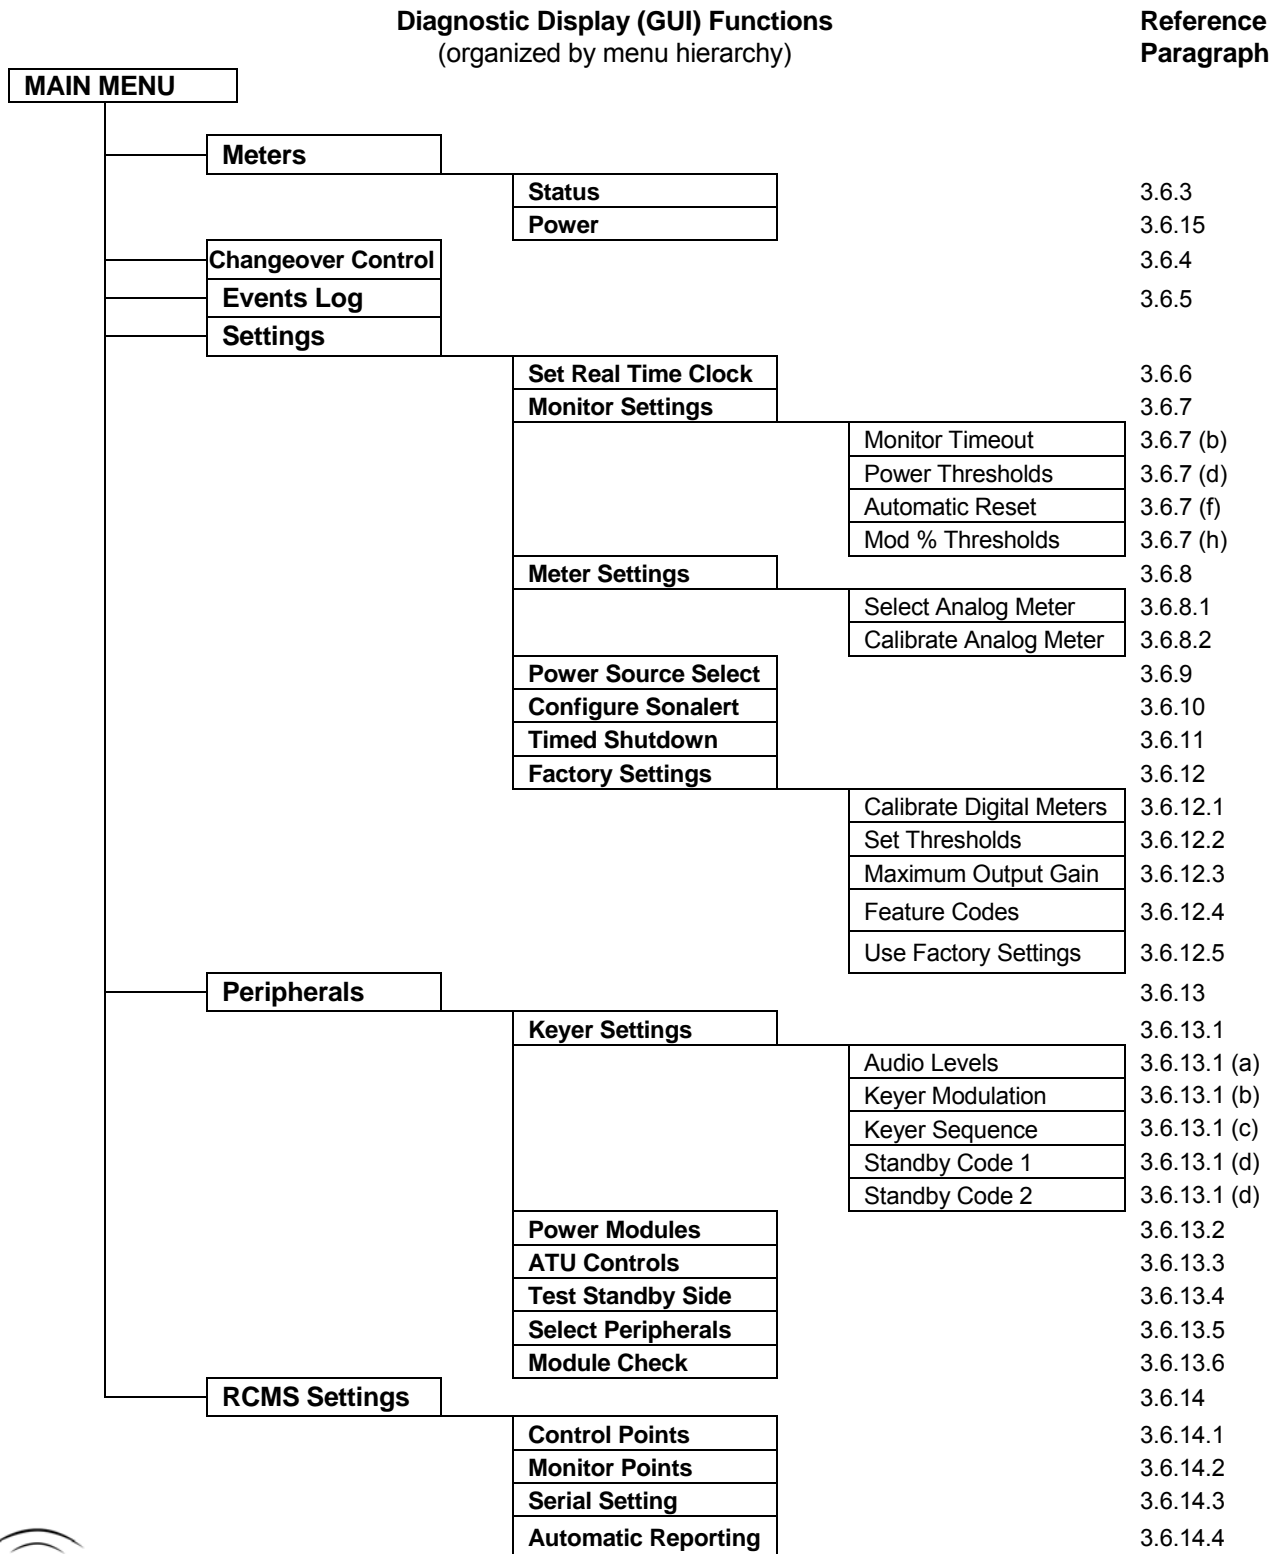 Diagnostic Display (GUI) Functions Reference
(organized by menu hierarchy) Paragraph
MAIN MENU
Meters
Status 3.6.3
Power 3.6.15
Changeover Control 3.6.4
Events Log 3.6.5
Settings
Set Real Time Clock 3.6.6
Monitor Settings 3.6.7
Monitor Timeout 3.6.7 (b)
Power Thresholds 3.6.7 (d)
Automatic Reset 3.6.7 (f)
Mod % Thresholds 3.6.7 (h)
Meter Settings 3.6.8
Select Analog Meter 3.6.8.1
Calibrate Analog Meter 3.6.8.2
Power Source Select 3.6.9
Configure Sonalert 3.6.10
Timed Shutdown 3.6.11
Factory Settings 3.6.12
Calibrate Digital Meters 3.6.12.1
Set Thresholds 3.6.12.2
Maximum Output Gain 3.6.12.3
Feature Codes 3.6.12.4
Use Factory Settings 3.6.12.5
Peripherals 3.6.13
Keyer Settings 3.6.13.1
Audio Levels 3.6.13.1 (a)
Keyer Modulation 3.6.13.1 (b)
Keyer Sequence 3.6.13.1 (c)
Standby Code 1 3.6.13.1 (d)
Standby Code 2 3.6.13.1 (d)
Power Modules 3.6.13.2
ATU Controls 3.6.13.3
Test Standby Side 3.6.13.4
Select Peripherals 3.6.13.5
Module Check 3.6.13.6
RCMS Settings 3.6.14
Control Points 3.6.14.1
Monitor Points 3.6.14.2
Serial Setting 3.6.14.3
Automatic Reporting 3.6.14.4